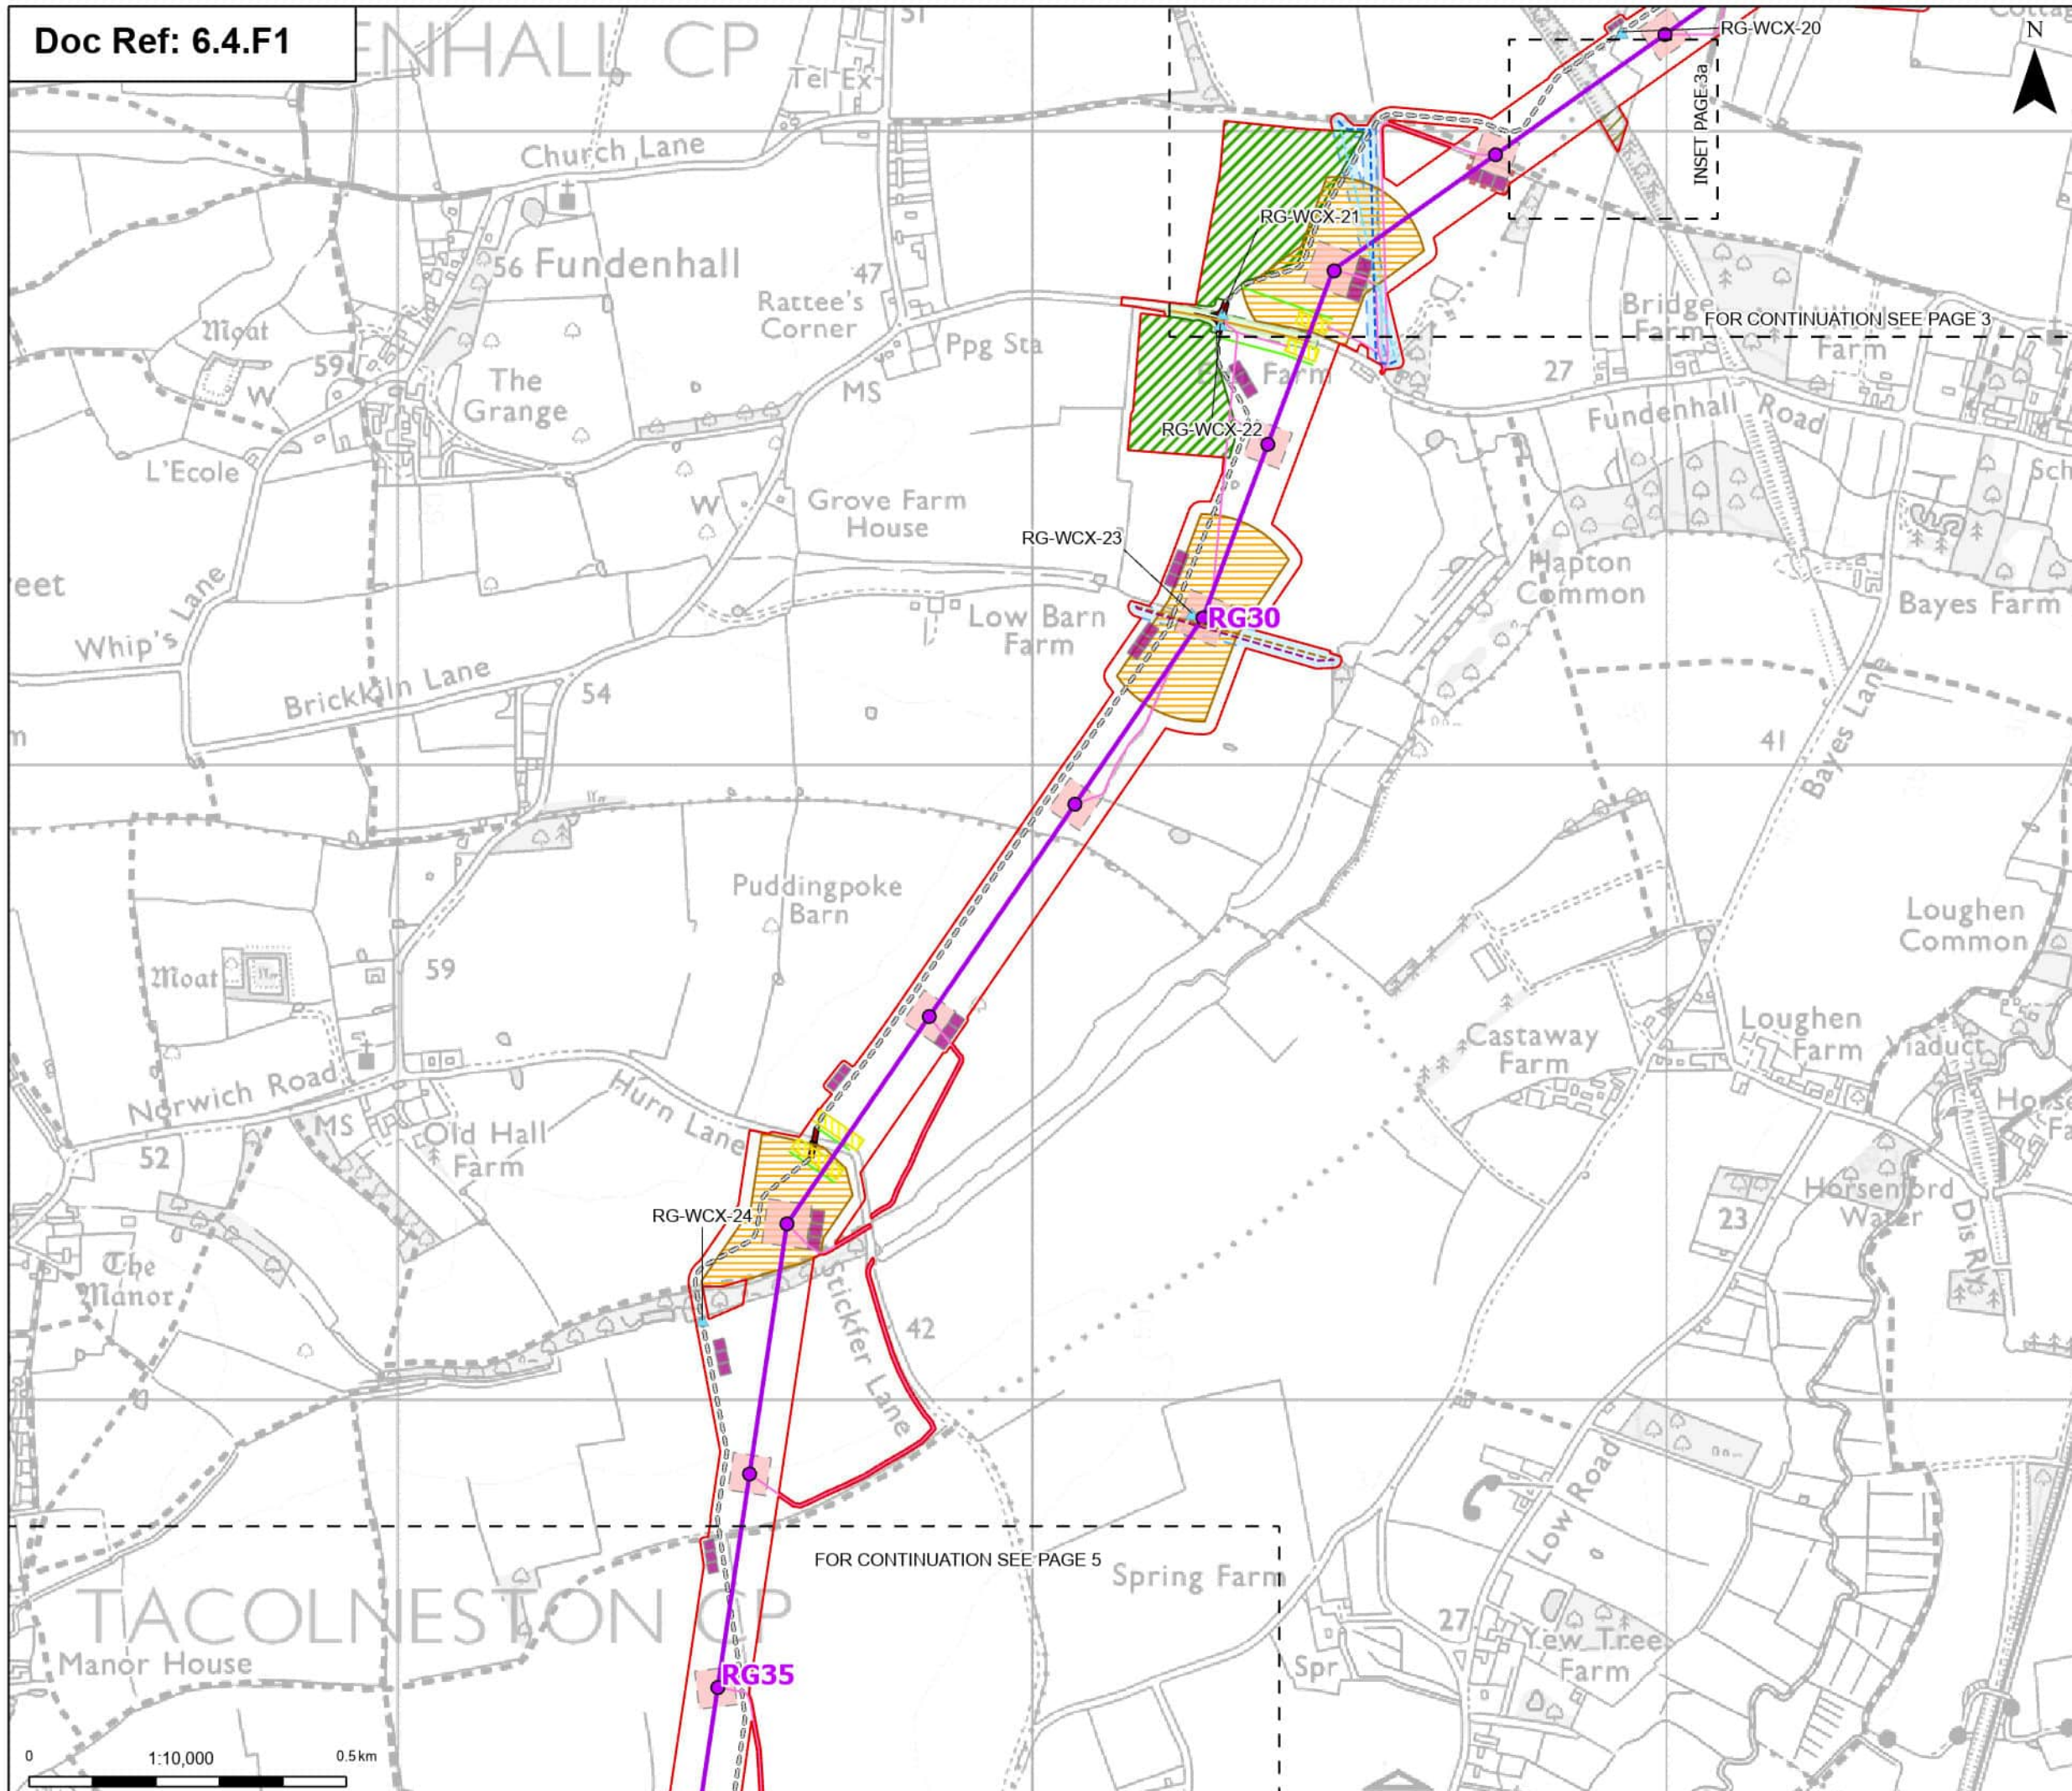 Doc Ref: 6.4.F1
ENHALL CP
Tel Ex
RG-WCX-20
N
INSET PAGE 3a
Church Lane
RG-WCX-21
56 Fundenhall
47
Rattee's
Corner
Ppg Sta
MS
Moat
59
W
The
Grange
L'Ecole
Bridge
Farm
FOR CONTINUATION SEE PAGE 3
Farm
27
Fundenhall Road
Farm
RG-WCX-22
Sch
W
Grove Farm
House
RG-WCX-23
RG30
Hapton
Common
Bayes Farm
eet
Whip's Lane
Low Barn
Farm
Brickkiln Lane
54
m
41
Bayes Lane
Puddingpoke
Barn
Loughen
Common
Moat
59
Castaway
Farm
Loughen
Farm
Viaduct
Norwich Road
MS
Hurn Lane
Old Hall
Farm
52
RG-WCX-24
23
Horsenford
Water
Dis Rly
The
Manor
Stickfer Lane
42
Low Road
FOR CONTINUATION SEE PAGE 5
Spring Farm
TACOLNESTON CP
Manor House
RG35
27
Yew Tree
Farm
Spr
0
1:10,000
0.5 km